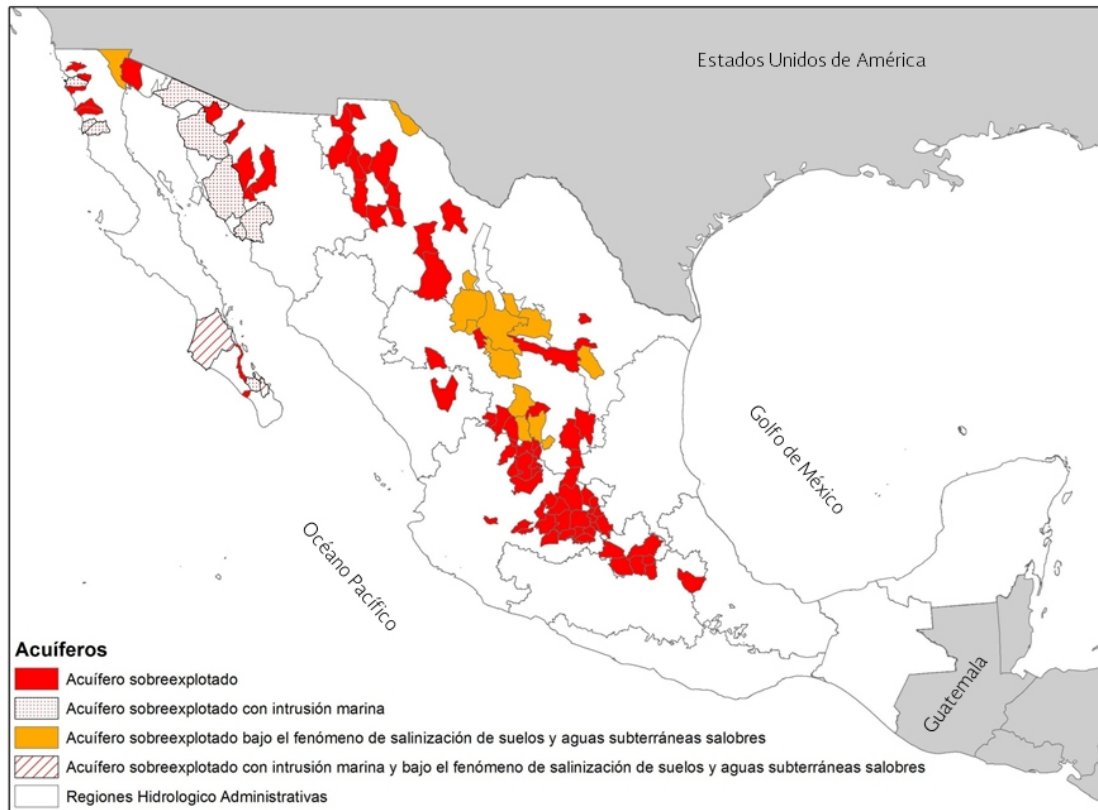 Estados Unidos de América
Golfo de México
Océano Pacífico
Guatemala
Acuíferos
Acuífero sobreexplotado
Acuífero sobreexplotado con intrusión marina
Acuífero sobreexplotado bajo el fenómeno de salinización de suelos y aguas subterráneas salobres
Acuífero sobreexplotado con intrusión marina y bajo el fenómeno de salinización de suelos y aguas subterráneas salobres
Regiones Hidrologico Administrativas